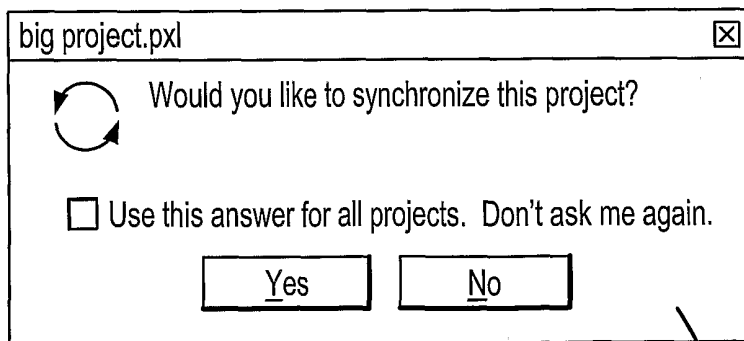 big project.pxl
Would you like to synchronize this project?
Use this answer for all projects.  Don't ask me again.
Yes
No